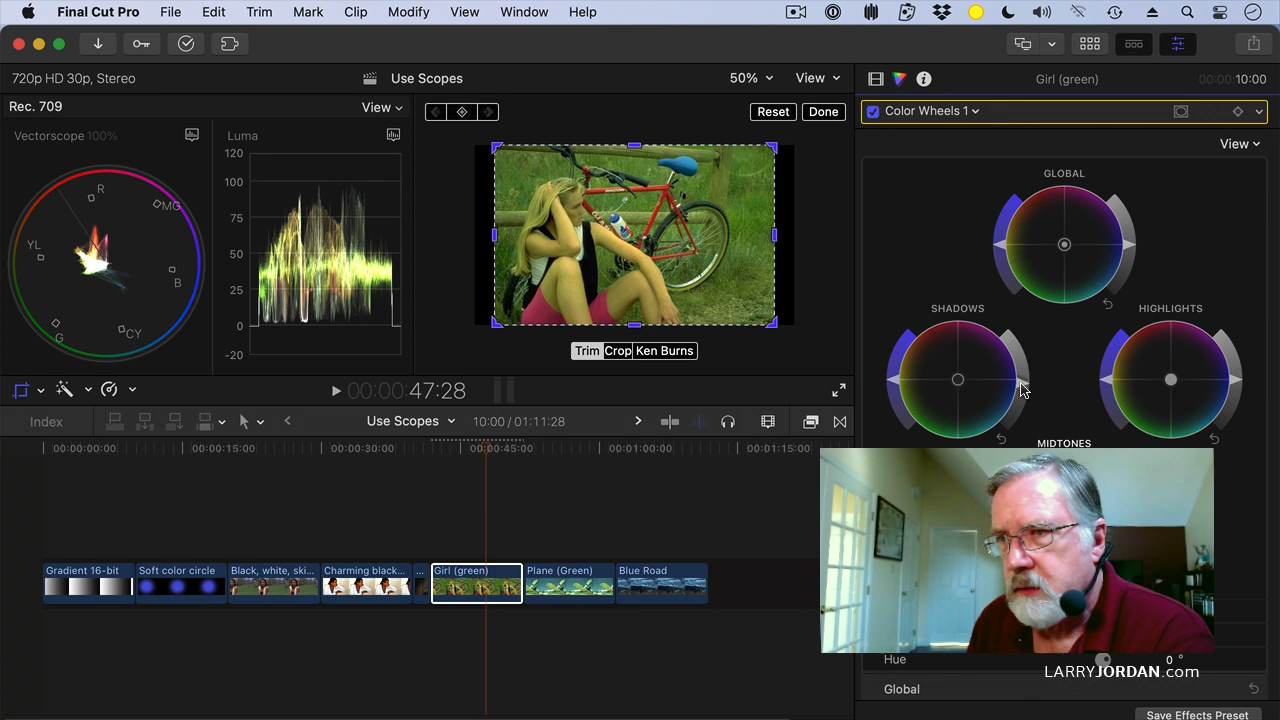 Final Cut Pro File Edit Trim Mark Clip Modify View Window Help
720p HD 30p, Stereo
Use Scopes
50%
View
Girl (green)
00:00:10:00
Rec. 709
View
Reset
Done
Color Wheels 1
Vectorscope 100%
Luma
View
120
100
75
50
25
0
-20
R
MG
YL
B
G
CY
GLOBAL
SHADOWS
HIGHLIGHTS
MIDTONES
Trim Crop Ken Burns
00:00:47:28
Index
Use Scopes
10:00 / 01:11:28
00:00:00:00
00:00:15:00
00:00:30:00
00:00:45:00
00:01:00:00
00:01:15:00
Gradient 16-bit
Soft color circle
Black, white, ski...
Charming black...
...
Girl (green)
Plane (Green)
Blue Road
Hue
0 °
LARRYJORDAN.com
Global
Save Effects Preset